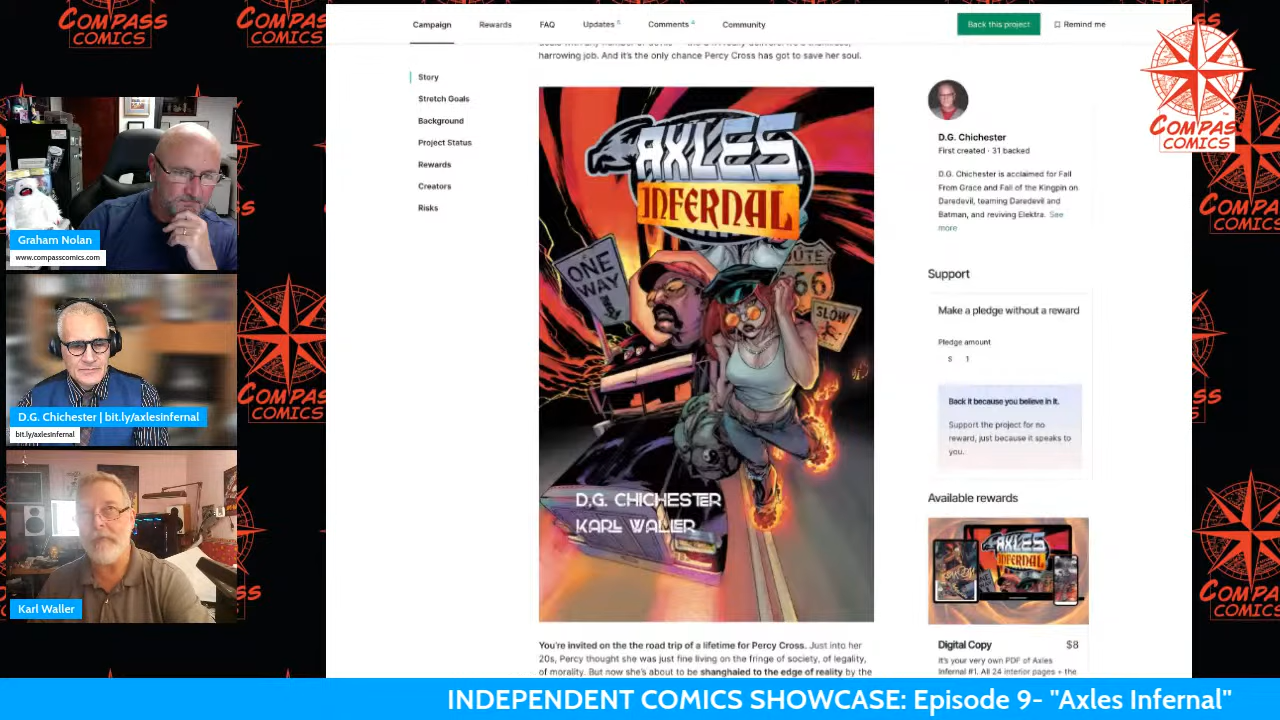 COMPASS
COMICS
Campaign
Rewards
FAQ
Updates 5
Comments 4
Community
Back this project
Remind me
harrowing job. And it's the only chance Percy Cross has got to save her soul.
Story
Stretch Goals
Background
Project Status
Rewards
Creators
Risks
AXLES
INFERNAL
ONE
WAY
ROUTE
66
SLOW
D.G. CHICHESTER
KARL WALLER
You're invited on the the road trip of a lifetime for Percy Cross. Just into her
20s, Percy thought she was just fine living on the fringe of society, of legality,
of morality. But now she's about to be shanghaied to the edge of reality by the
D.G. Chichester
First created · 31 backed
D.G. Chichester is acclaimed for Fall
From Grace and Fall of the Kingpin on
Daredevil, teaming Daredevil and
Batman, and reviving Elektra. See
more
Support
Make a pledge without a reward
Pledge amount
$ 1
Back it because you believe in it.
Support the project for no
reward, just because it speaks to
you.
Available rewards
AXLES
INFERNAL
Digital Copy $8
It's your very own PDF of Axles
Infernal #1. All 24 interior pages + the
COMPASS
COMICS
Graham Nolan
www.compasscomics.com
D.G. Chichester | bit.ly/axlesInfernal
bit.ly/axlesInfernal
Karl Waller
INDEPENDENT COMICS SHOWCASE: Episode 9- "Axles Infernal"